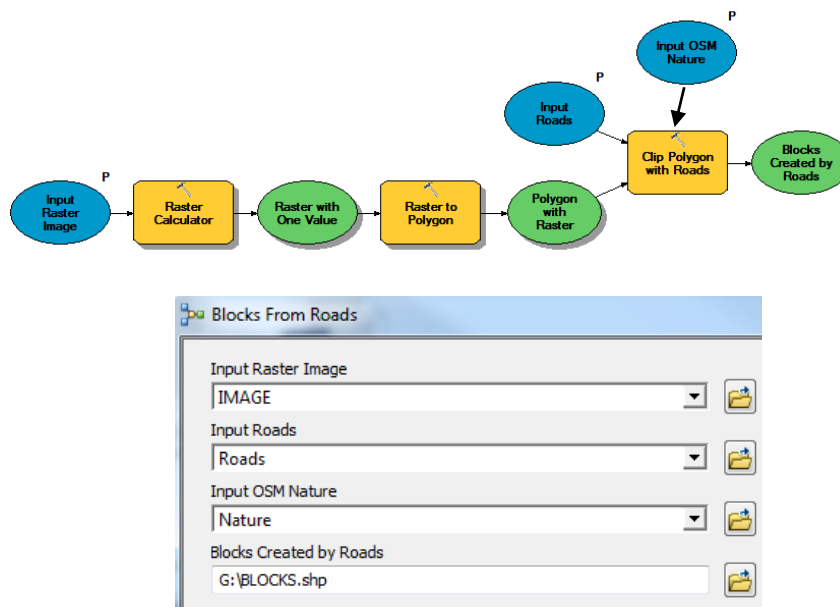 P
Input OSM
Nature
P
Input
Roads
Clip Polygon
with Roads
Blocks
Created by
Roads
P
Input
Raster
Image
Raster
Calculator
Raster with
One Value
Raster to
Polygon
Polygon
with
Raster
Blocks From Roads
Input Raster Image
IMAGE
Input Roads
Roads
Input OSM Nature
Nature
Blocks Created by Roads
G:\BLOCKS.shp